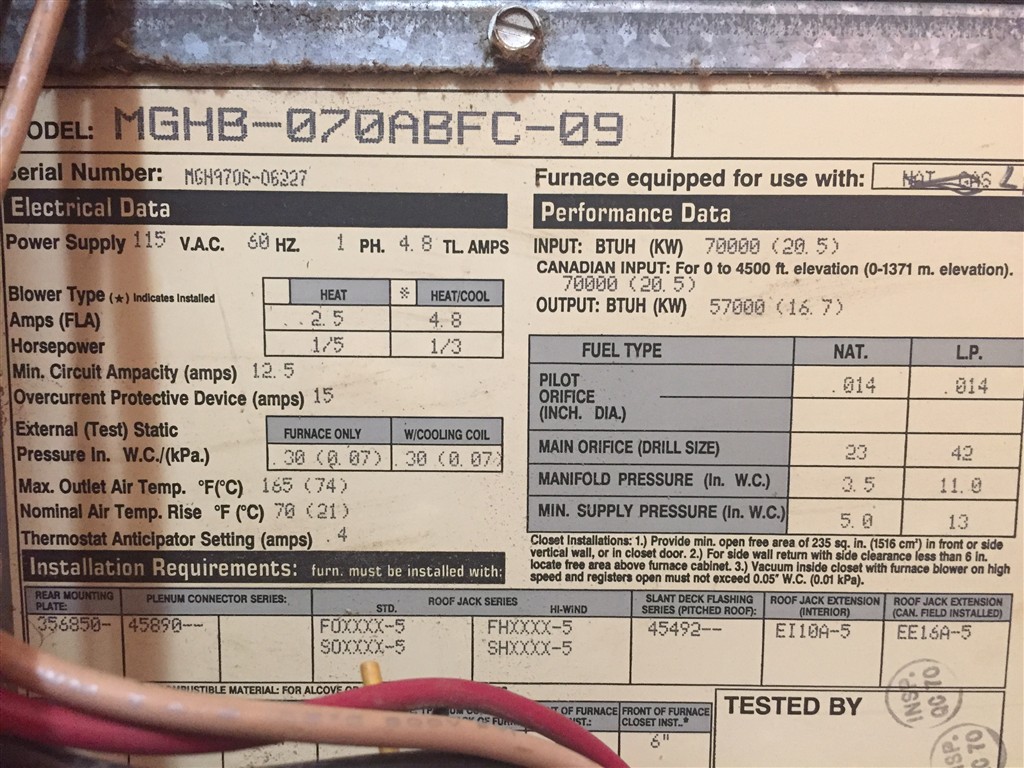 ODEL: MGHB-070ABFC-09
Serial Number: MGH9706-06227
Furnace equipped for use with: NAT GAS L
Electrical Data
Power Supply 115 V.A.C. 60 HZ. 1 PH. 4.8 TL. AMPS
Blower Type (★) Indicates Installed HEAT ※ HEAT/COOL
Amps (FLA) 2.5 4.8
Horsepower 1/5 1/3
Min. Circuit Ampacity (amps) 12.5
Overcurrent Protective Device (amps) 15
External (Test) Static FURNACE ONLY W/COOLING COIL
Pressure In. W.C./(kPa.) .30 (0.07) .30 (0.07)
Max. Outlet Air Temp. °F(°C) 165 (74)
Nominal Air Temp. Rise °F (°C) 70 (21)
Thermostat Anticipator Setting (amps) .4
Performance Data
INPUT: BTUH (KW) 70000 (20.5)
CANADIAN INPUT: For 0 to 4500 ft. elevation (0-1371 m. elevation).
70000 (20.5)
OUTPUT: BTUH (KW) 57000 (16.7)
FUEL TYPE NAT. L.P.
PILOT .014 .014
ORIFICE
(INCH. DIA.)
MAIN ORIFICE (DRILL SIZE) 23 42
MANIFOLD PRESSURE (In. W.C.) 3.5 11.0
MIN. SUPPLY PRESSURE (In. W.C.) 5.0 13
Closet Installations: 1.) Provide min. open free area of 235 sq. in. (1516 cm²) in front or side
vertical wall, or in closet door. 2.) For side wall return with side clearance less than 6 in.
locate free area above furnace cabinet. 3.) Vacuum inside closet with furnace blower on high
speed and registers open must not exceed 0.05" W.C. (0.01 kPa).
Installation Requirements: furn. must be installed with:
REAR MOUNTING PLATE: PLENUM CONNECTOR SERIES: ROOF JACK SERIES SLANT DECK FLASHING SERIES (PITCHED ROOF): ROOF JACK EXTENSION (INTERIOR) ROOF JACK EXTENSION (CAN. FIELD INSTALLED)
STD. HI-WIND
356850- 45890-- FOXXXX-5 FHXXXX-5 45492-- EI10A-5 EE16A-5
SOXXXX-5 SHXXXX-5
MBUSTIBLE MATERIAL: FOR ALCOVE
OF FURNACE FRONT OF FURNACE
CLOSET INST..*
6"
TESTED BY
INSP.
QC 70